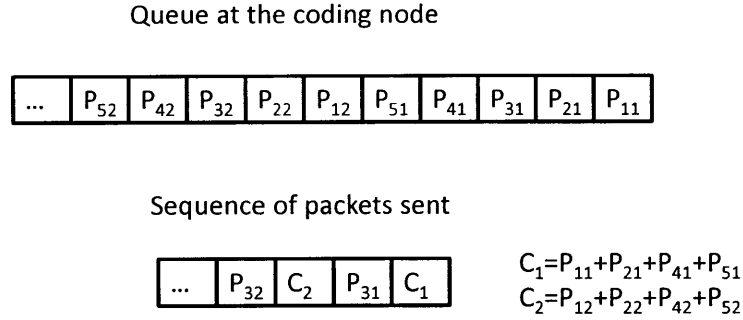 Queue at the coding node
... P52 P42 P32 P22 P12 P51 P41 P31 P21 P11
Sequence of packets sent
... P32 C2 P31 C1
C1=P11+P21+P41+P51
C2=P12+P22+P42+P52